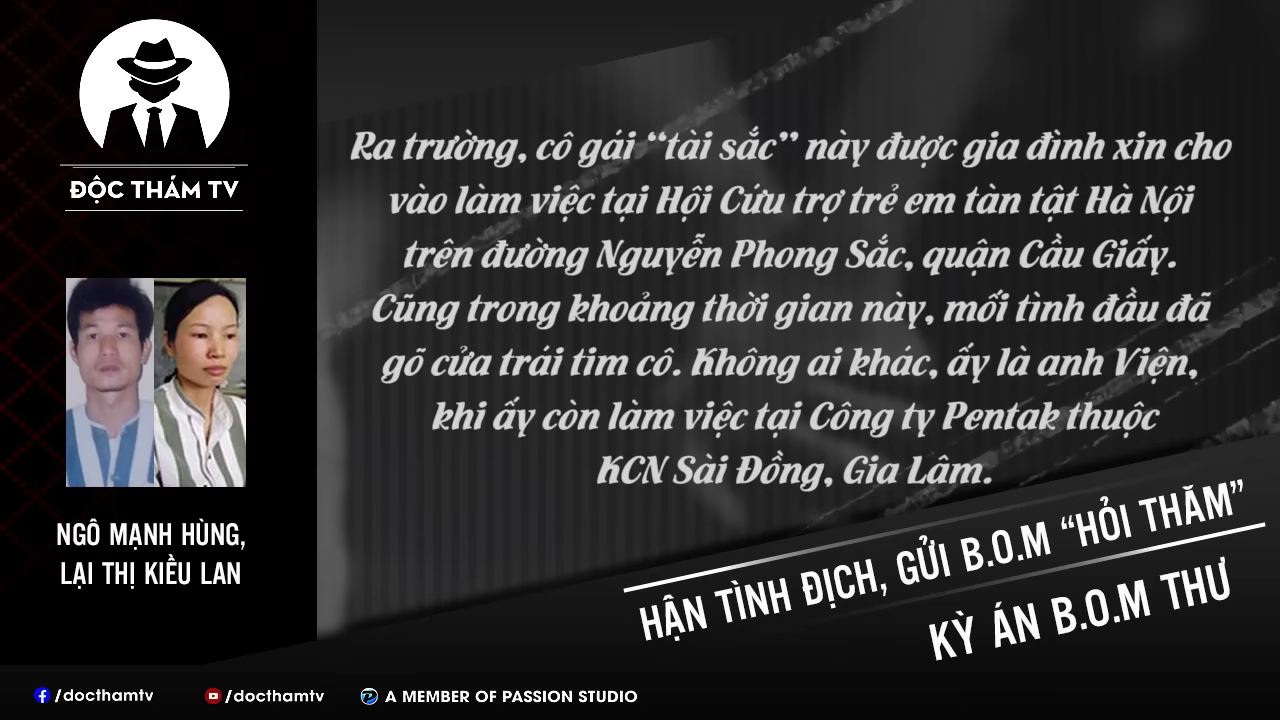 ĐỘC THÁM TV
NGÔ MẠNH HÙNG,
LẠI THỊ KIỀU LAN
Ra trường, cô gái “tài sắc” này được gia đình xin cho
vào làm việc tại Hội Cứu trợ trẻ em tàn tật Hà Nội
trên đường Nguyễn Phong Sắc, quận Cầu Giấy.
Cũng trong khoảng thời gian này, mối tình đầu đã
gõ cửa trái tim cô. Không ai khác, ấy là anh Viện,
khi ấy còn làm việc tại Công ty Pentak thuộc
KCN Sài Đồng, Gia Lâm.
HẬN TÌNH ĐỊCH, GỬI B.O.M “HỎI THĂM”
KỲ ÁN B.O.M THƯ
/docthamtv
/docthamtv
A MEMBER OF PASSION STUDIO